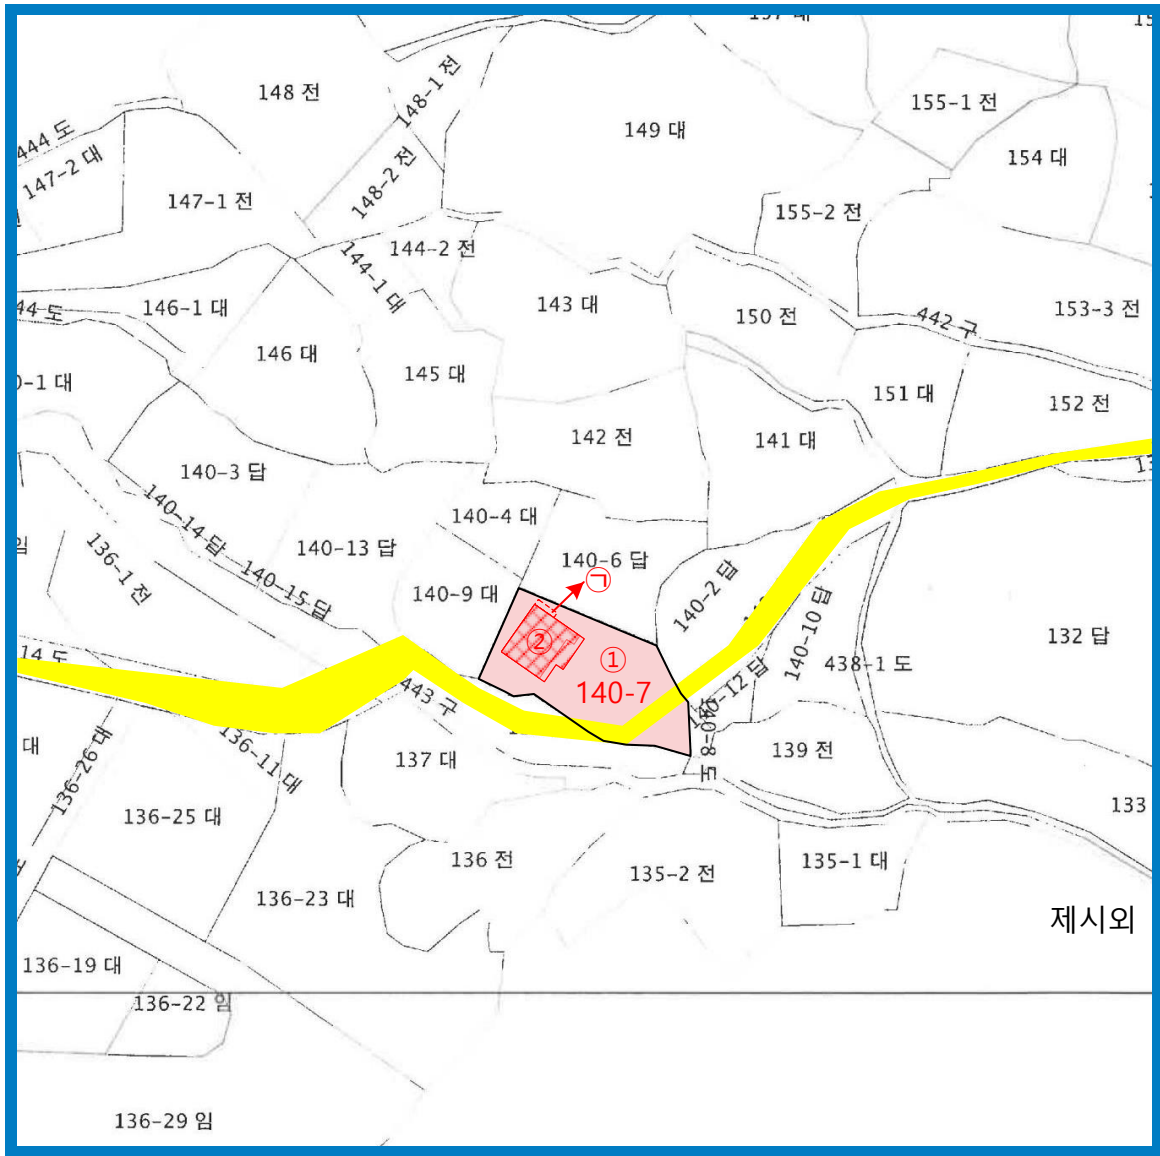 148 전
148-1 전
149 대
155-1 전
154 대
444 도
147-2 대
147-1 전
148-2 전
155-2 전
144-2 전
144-1 대
146-1 대
143 대
150 전
442 구
153-3 전
146 대
145 대
151 대
152 전
142 전
141 대
140-3 답
140-14 답
140-4 대
136-1 전
140-13 답
140-6 답
㉠
140-15 답
140-9 대
140-2 답
140-10 답
132 답
②
①
140-7
438-1 도
14 도
443 구
140-12 답
140-8 도
136-26 대
136-11 대
137 대
139 전
136-25 대
133
136 전
135-2 전
135-1 대
136-23 대
제시외
136-19 대
136-22 임
136-29 임